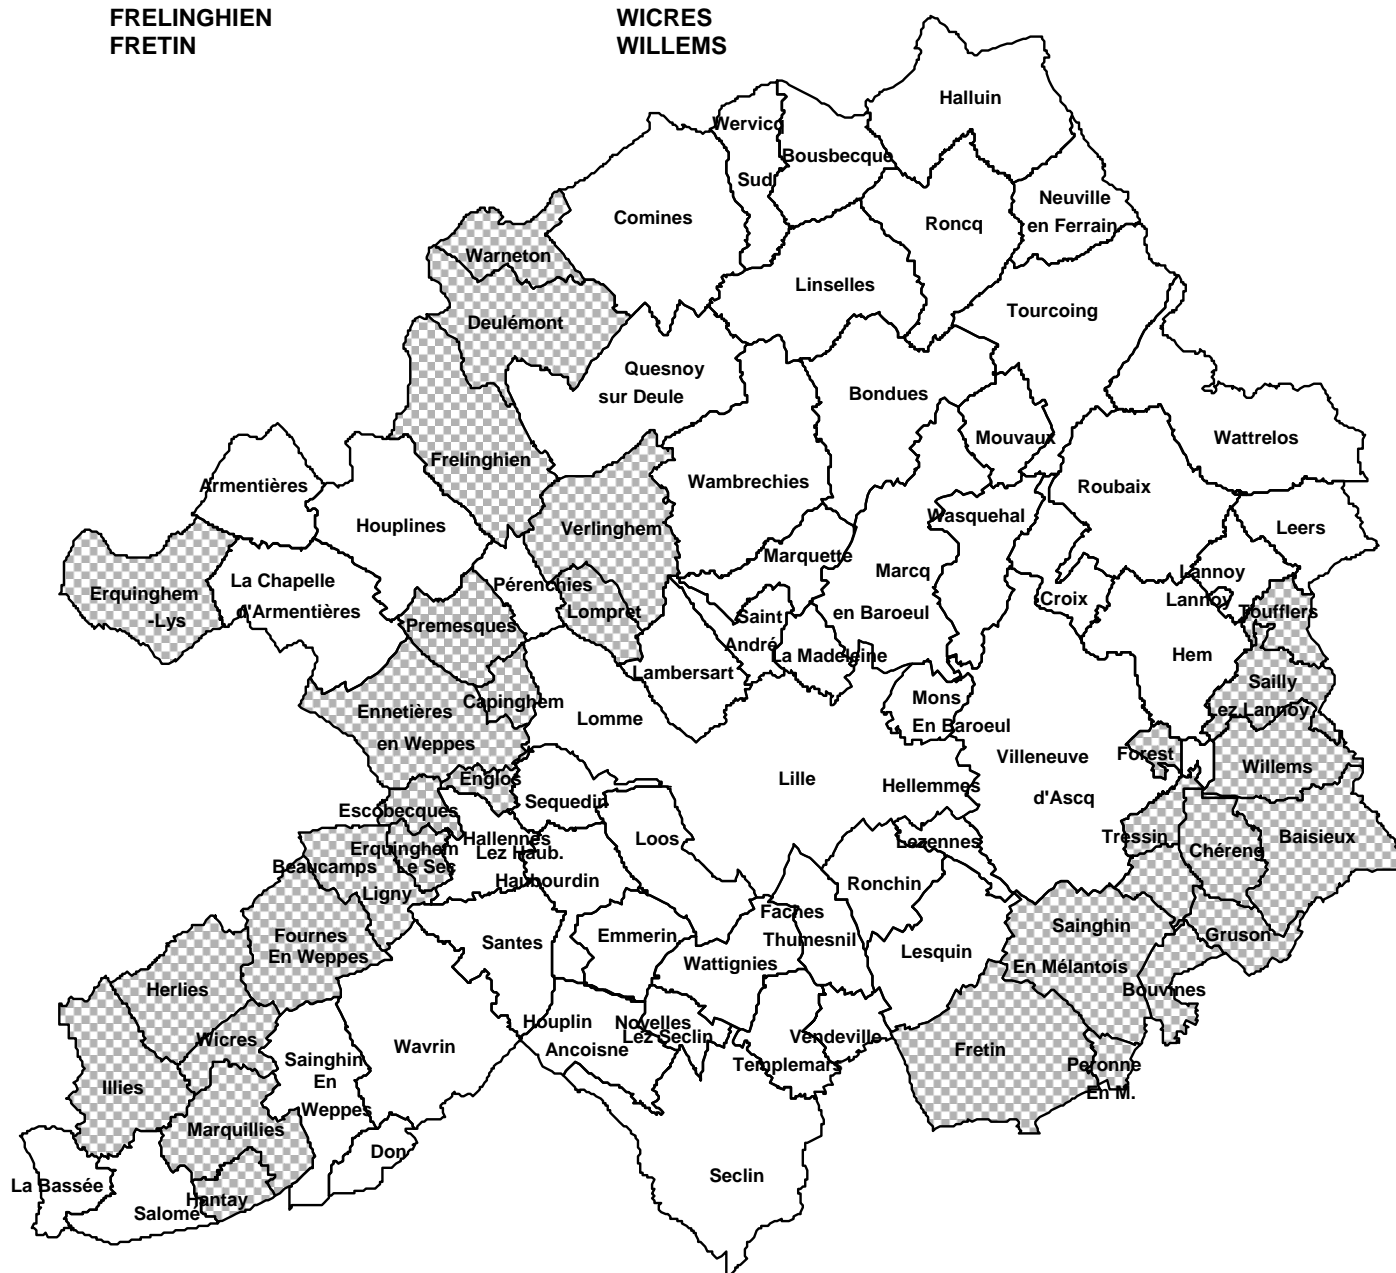 FRELINGHIEN
FRETIN
WICRES
WILLEMS
Halluin
Wervicq
Sud
Bousbecque
Neuville
en Ferrain
Comines
Roncq
Warneton
Linselles
Tourcoing
Deulémont
Quesnoy
sur Deule
Bondues
Mouvaux
Wattrelos
Frelinghien
Armentières
Wambrechies
Roubaix
Houplines
Verlinghem
Wasquehal
Leers
Marquette
Marcq
en Baroeul
Lannoy
Lannoy
La Chapelle
d'Armentières
Pérenchies
Erquinghem
-Lys
Croix
Toufflers
Lompret
Premesques
Saint
André
La Madeleine
Hem
Lambersart
Sailly
Lez Lannoy
Capinghem
Mons
En Baroeul
Ennetières
en Weppes
Lomme
Villeneuve
d'Ascq
Forest
Willems
Englos
Lille
Hellemmes
Sequedin
Escobecques
Hallennes
Lez Haub.
Loos
Lezennes
Tressin
Baisieux
Erquinghem
Le Sec
Chéreng
Beaucamps
Ligny
Haubourdin
Ronchin
Faches
Thumesnil
Sainghin
En Mélantois
Fournes
En Weppes
Santes
Emmerin
Gruson
Wattignies
Lesquin
Herlies
Bouvines
Houplin
Ancoisne
Novelles
Lez Seclin
Wicres
Wavrin
Vendeville
Fretin
Sainghin
En
Weppes
Templemars
Peronne
En M.
Illies
Marquillies
Don
Seclin
La Bassée
Hantay
Salomé